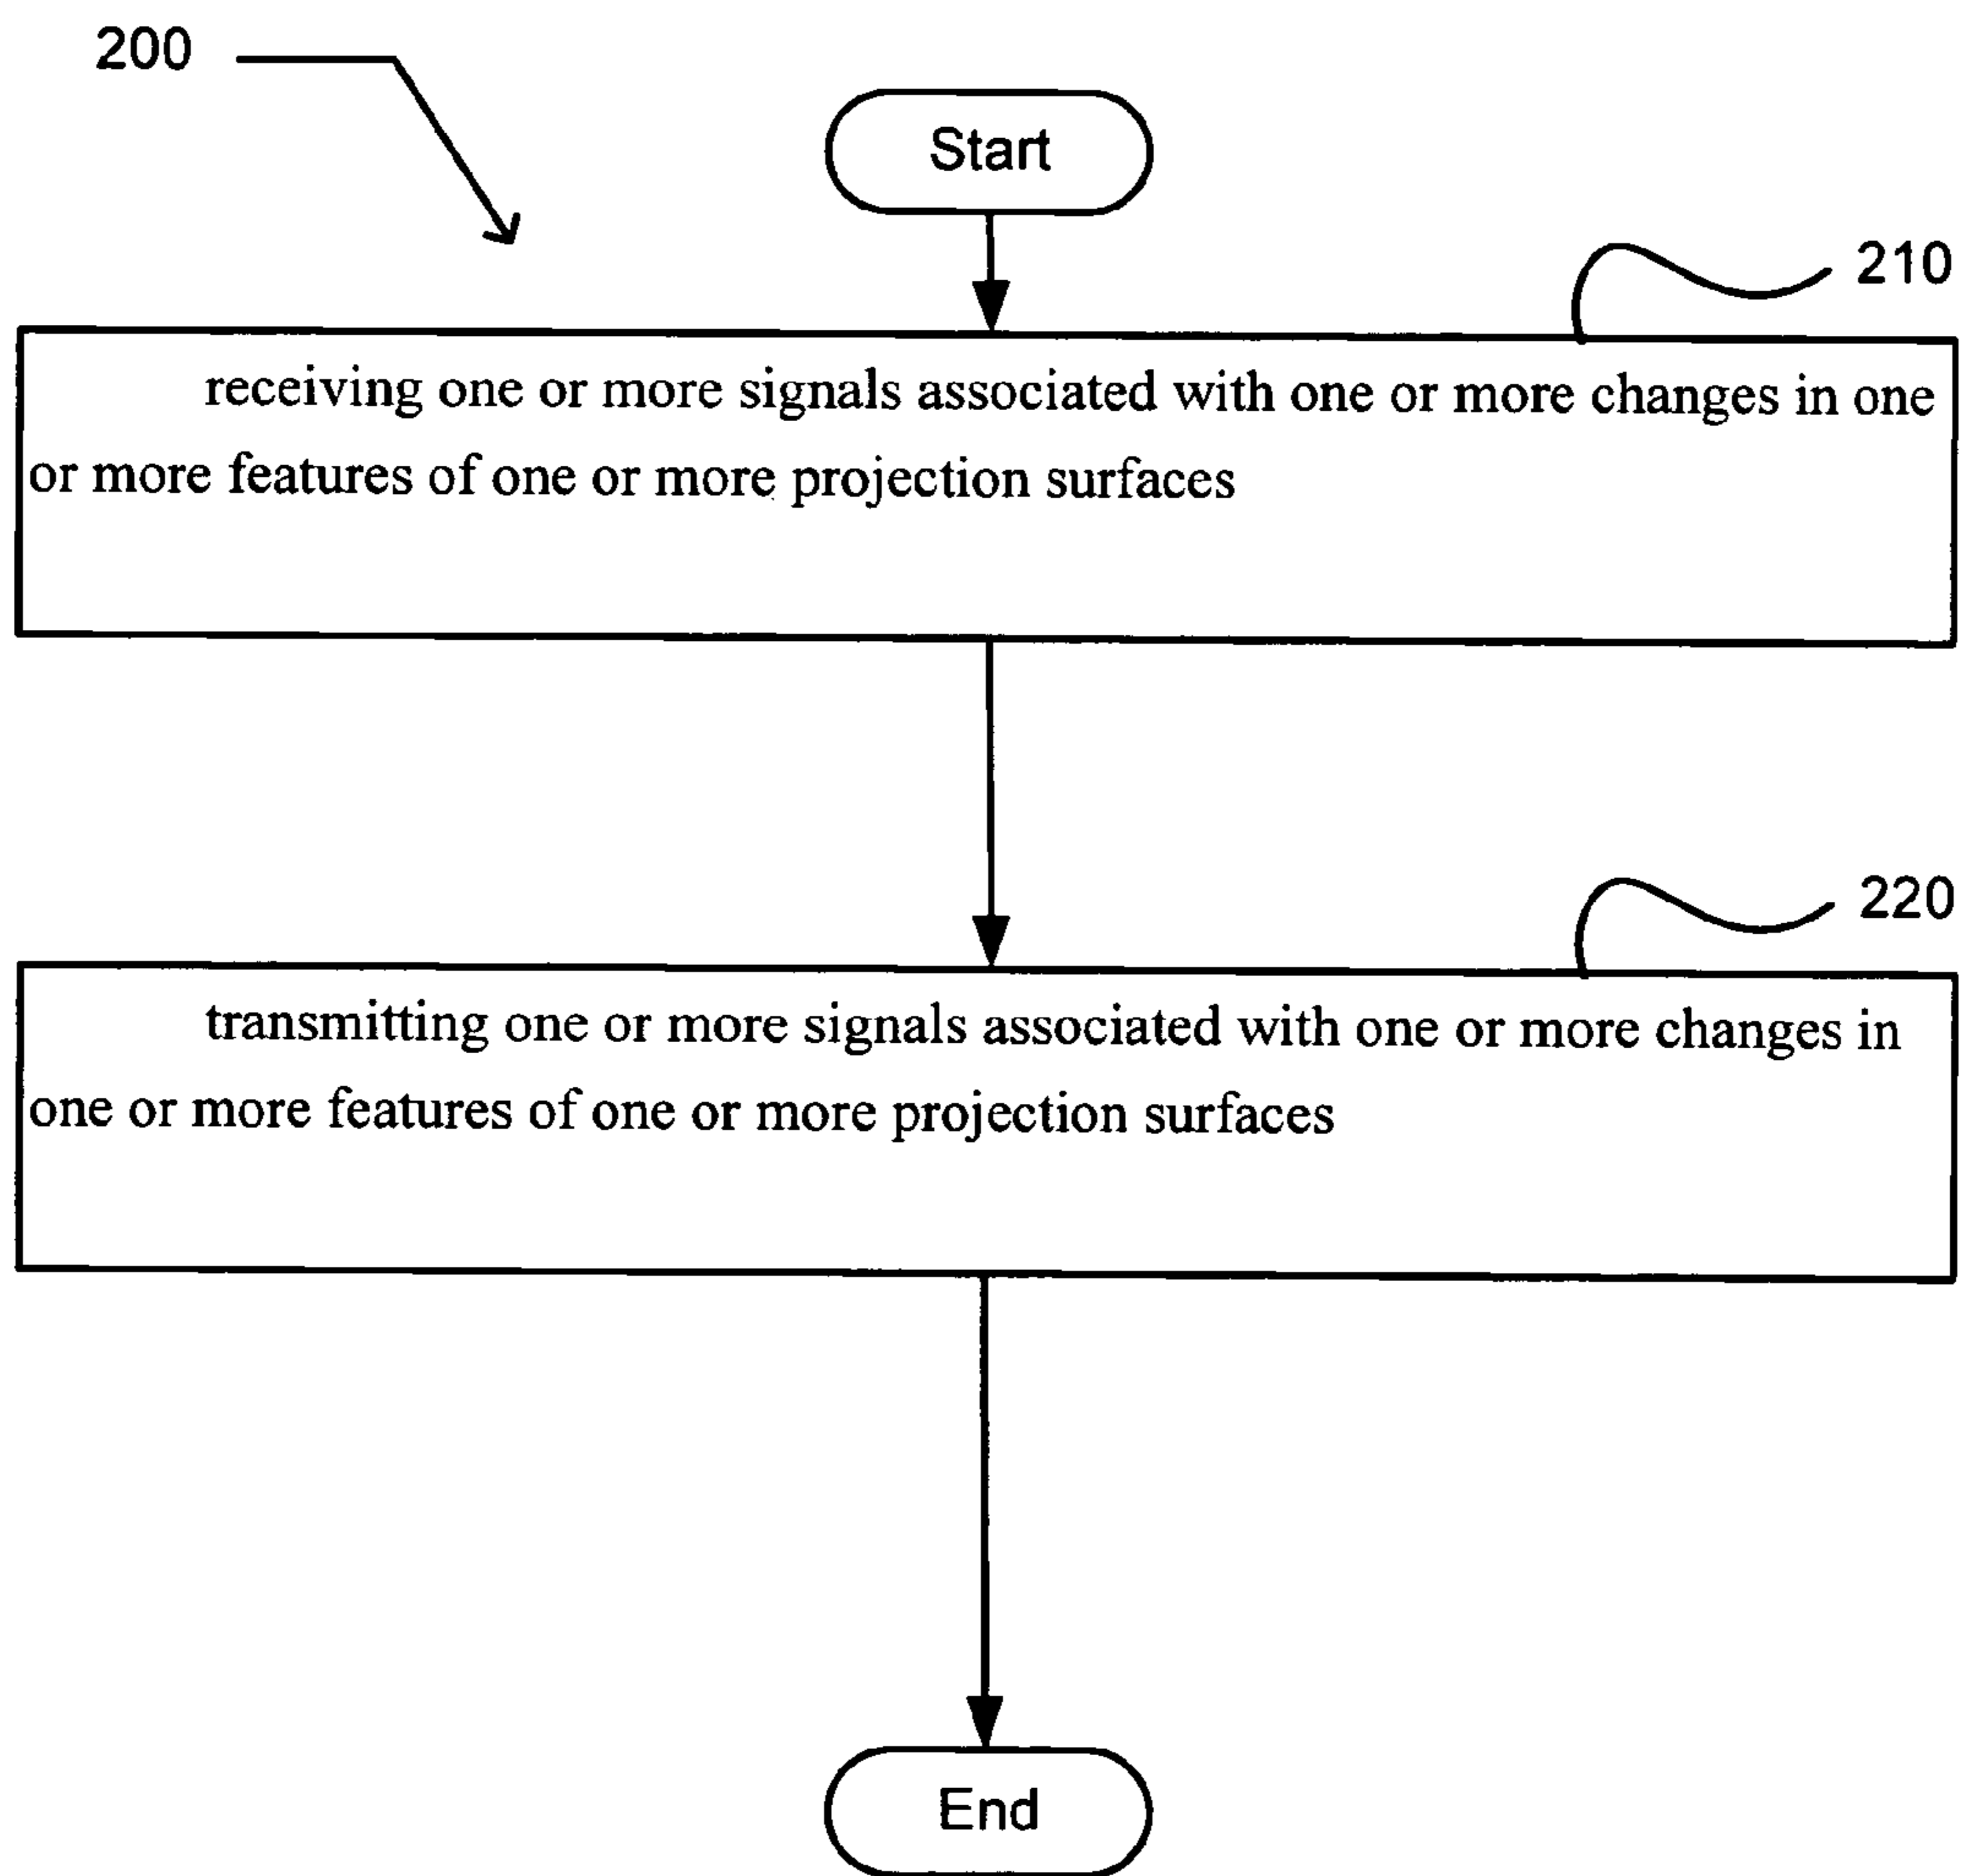 200
Start
210
receiving one or more signals associated with one or more changes in one
or more features of one or more projection surfaces
220
transmitting one or more signals associated with one or more changes in
one or more features of one or more projection surfaces
End